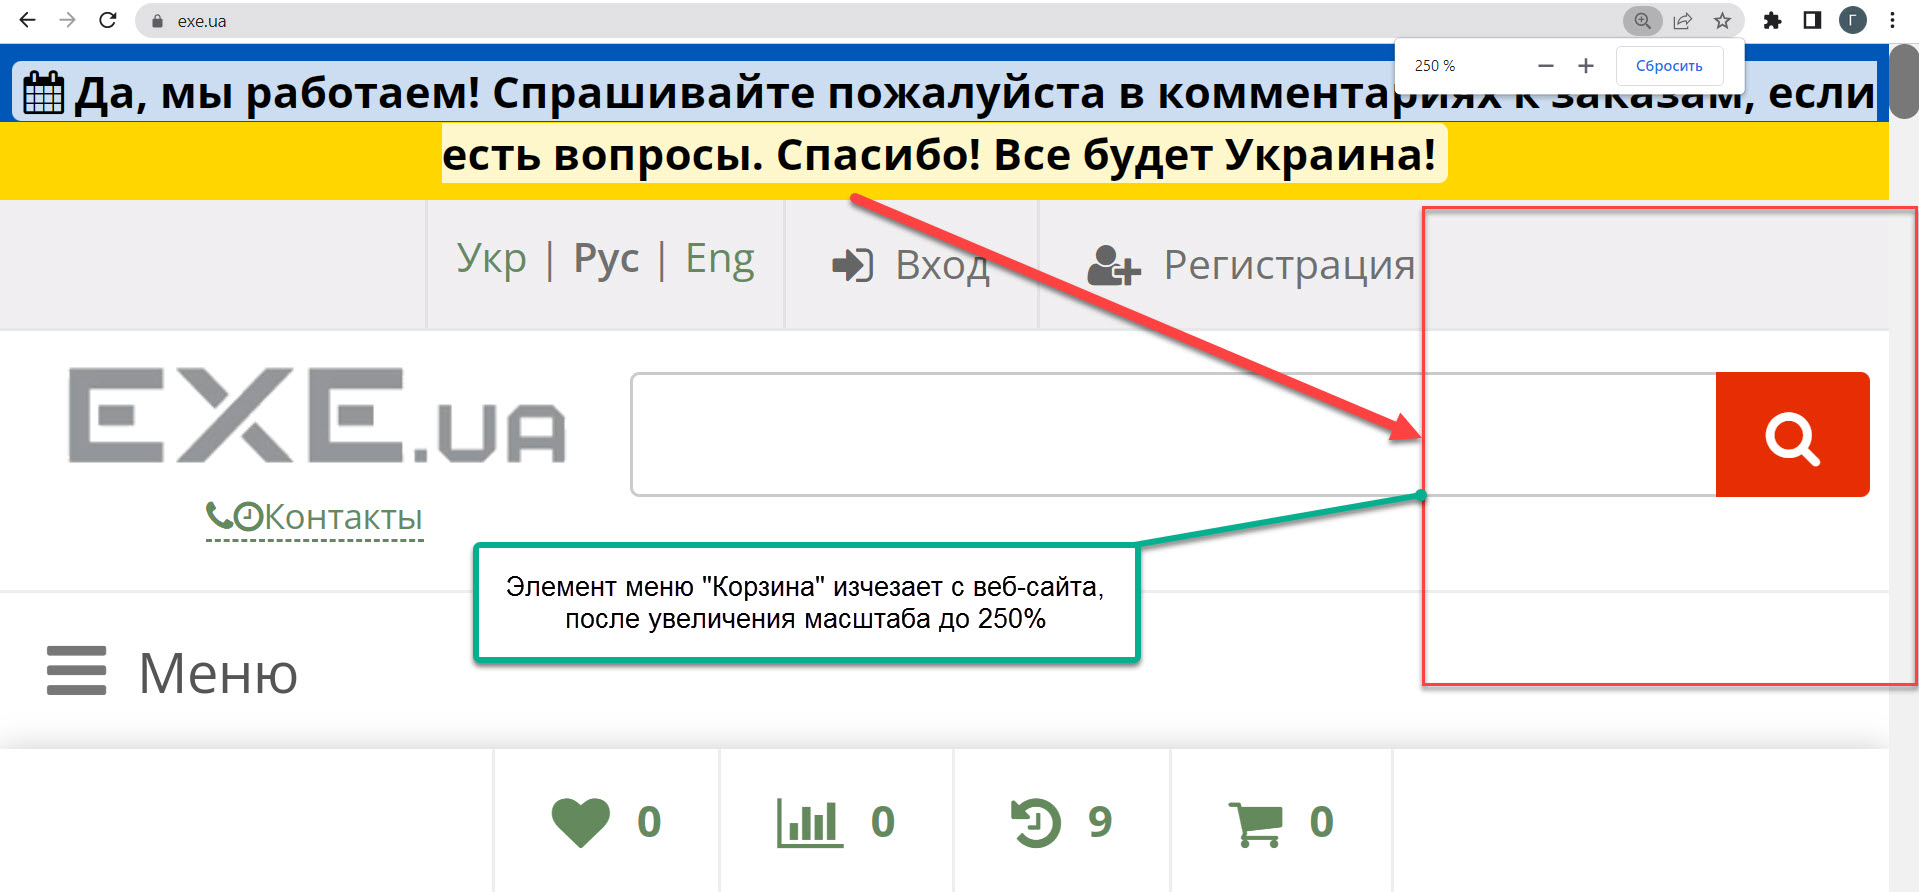 exe.ua
Г
250 %
Сбросить
Да, мы работаем! Спрашивайте пожалуйста в комментариях к заказам, если
есть вопросы. Спасибо! Все будет Украина!
Укр | Рус | Eng
Вход
Регистрация
EXE.UA
Контакты
Элемент меню "Корзина" изчезает с веб-сайта,
после увеличения масштаба до 250%
Меню
0 0 9 0